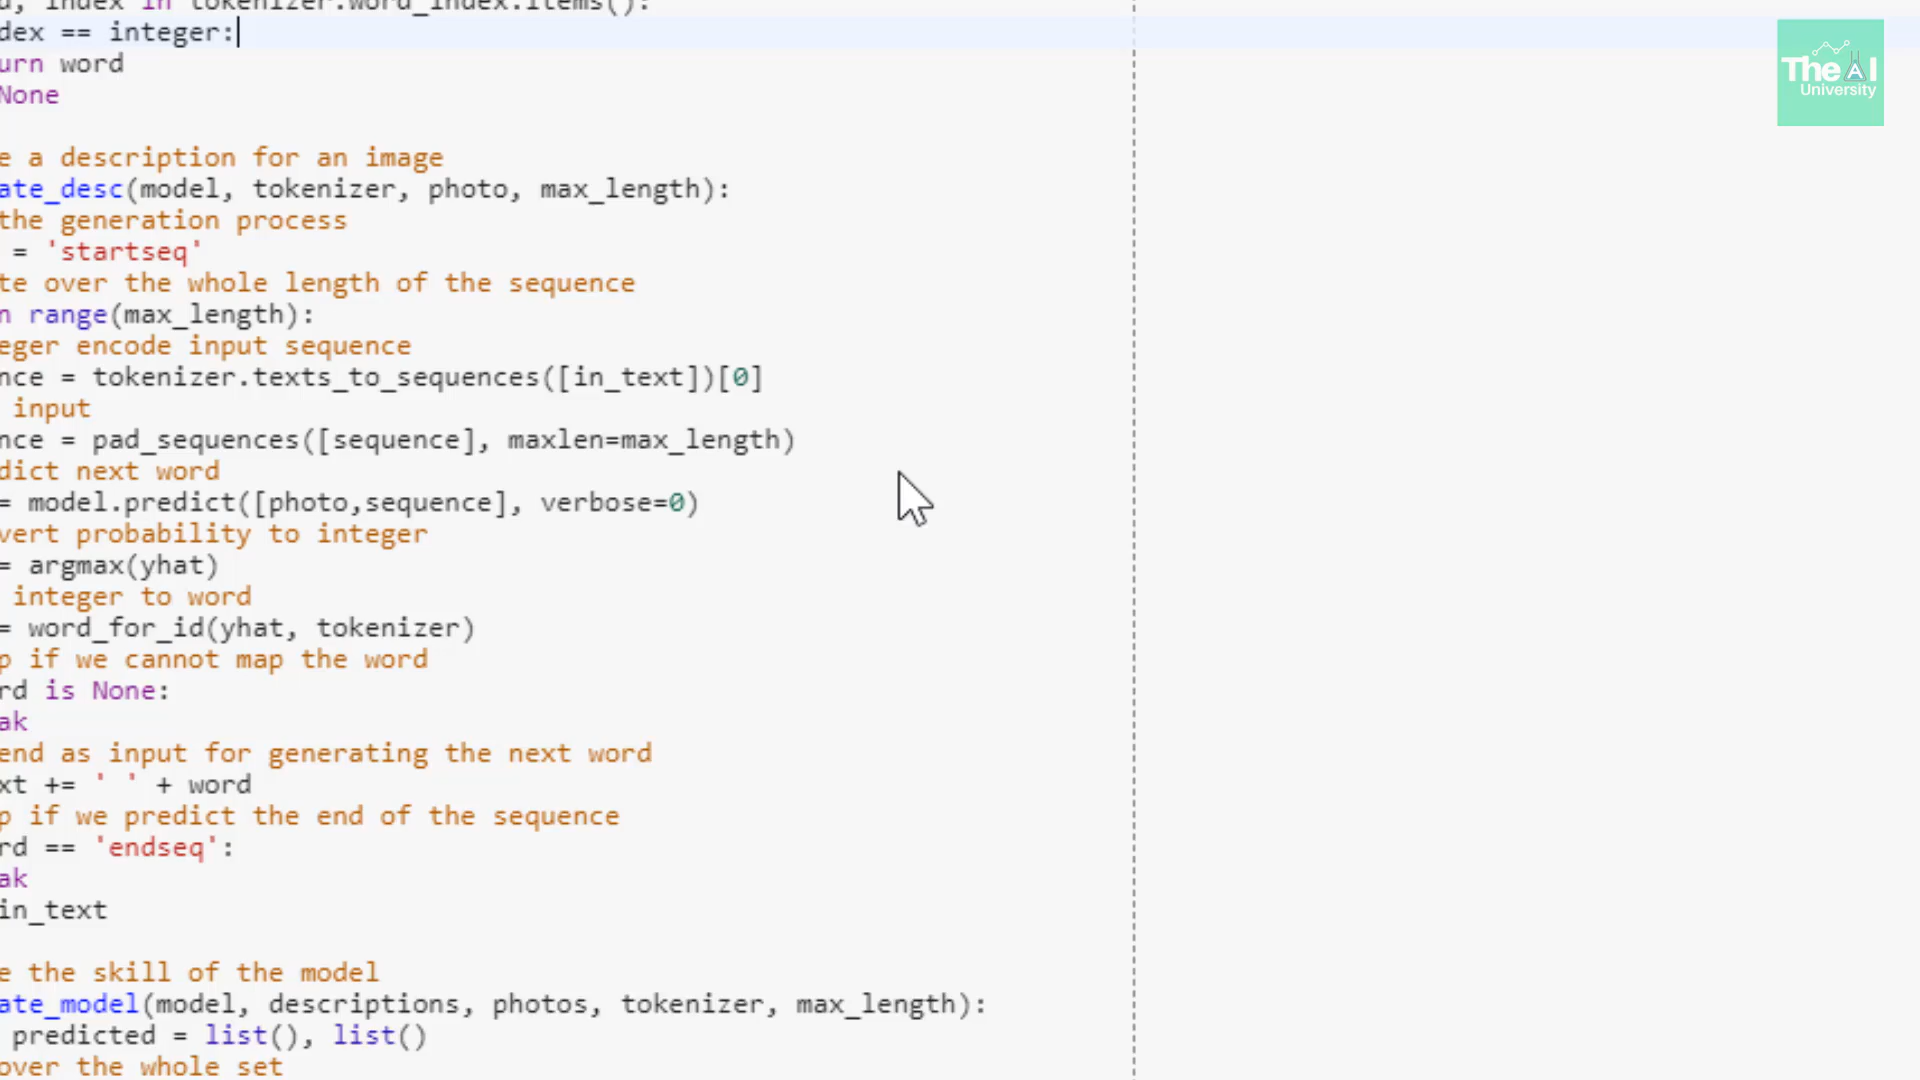 d, index in tokenizer.word_index.items():
dex == integer:
urn word
None
e a description for an image
ate_desc(model, tokenizer, photo, max_length):
the generation process
= 'startseq'
te over the whole length of the sequence
n range(max_length):
eger encode input sequence
nce = tokenizer.texts_to_sequences([in_text])[0]
input
nce = pad_sequences([sequence], maxlen=max_length)
dict next word
= model.predict([photo,sequence], verbose=0)
vert probability to integer
= argmax(yhat)
integer to word
= word_for_id(yhat, tokenizer)
p if we cannot map the word
rd is None:
ak
end as input for generating the next word
xt += ' ' + word
p if we predict the end of the sequence
rd == 'endseq':
ak
in_text
e the skill of the model
ate_model(model, descriptions, photos, tokenizer, max_length):
predicted = list(), list()
over the whole set
The AI
University